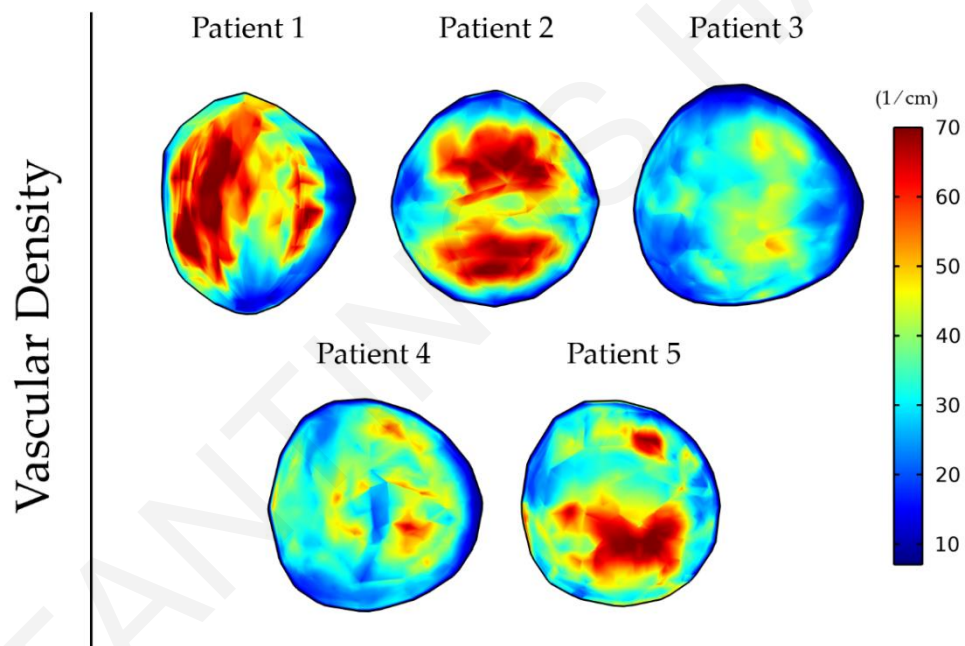 Patient 1
Patient 2
Patient 3
(1/cm)
70
60
50
40
30
20
10
Patient 4
Patient 5
Vascular Density